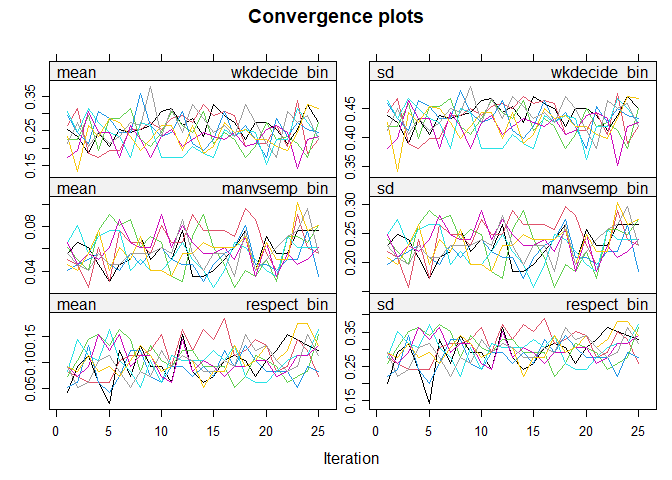 Convergence plots
mean wkdecide_bin
sd wkdecide_bin
0.15 0.25 0.35
0.35 0.40 0.45
mean manvsemp_bin
sd manvsemp_bin
0.04 0.08
0.20 0.25 0.30
mean respect_bin
sd respect_bin
0.05 0.10 0.15
0.15 0.25 0.35
0 5 10 15 20 25
0 5 10 15 20 25
Iteration